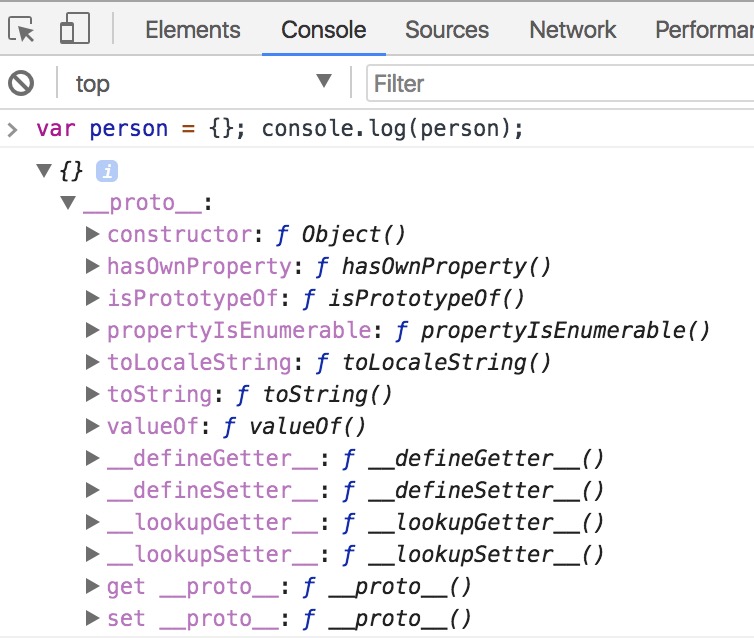 Elements Console Sources Network Performa
top Filter
> var person = {}; console.log(person);
▼ {} i
▼ __proto__:
▶ constructor: ƒ Object()
▶ hasOwnProperty: ƒ hasOwnProperty()
▶ isPrototypeOf: ƒ isPrototypeOf()
▶ propertyIsEnumerable: ƒ propertyIsEnumerable()
▶ toLocaleString: ƒ toLocaleString()
▶ toString: ƒ toString()
▶ valueOf: ƒ valueOf()
▶ __defineGetter__: ƒ __defineGetter__()
▶ __defineSetter__: ƒ __defineSetter__()
▶ __lookupGetter__: ƒ __lookupGetter__()
▶ __lookupSetter__: ƒ __lookupSetter__()
▶ get __proto__: ƒ __proto__()
▶ set __proto__: ƒ __proto__()